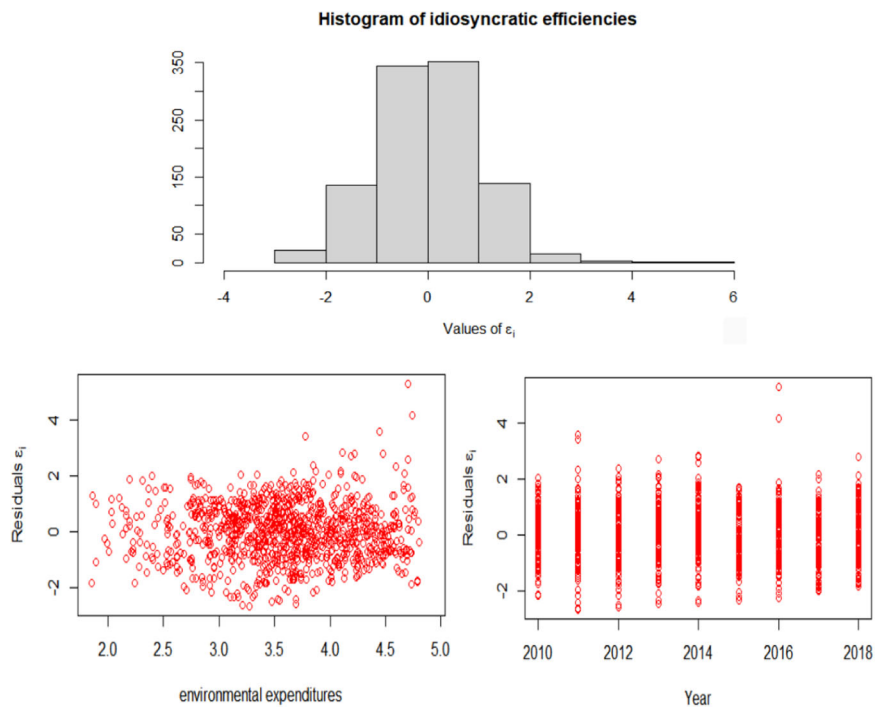 Histogram of idiosyncratic efficiencies
350
250
150
50
0
-4 -2 0 2 4 6
Values of εi
Residuals εi
4
2
0
-2
2.0 2.5 3.0 3.5 4.0 4.5 5.0
environmental expenditures
Residuals εi
4
2
0
-2
2010 2012 2014 2016 2018
Year